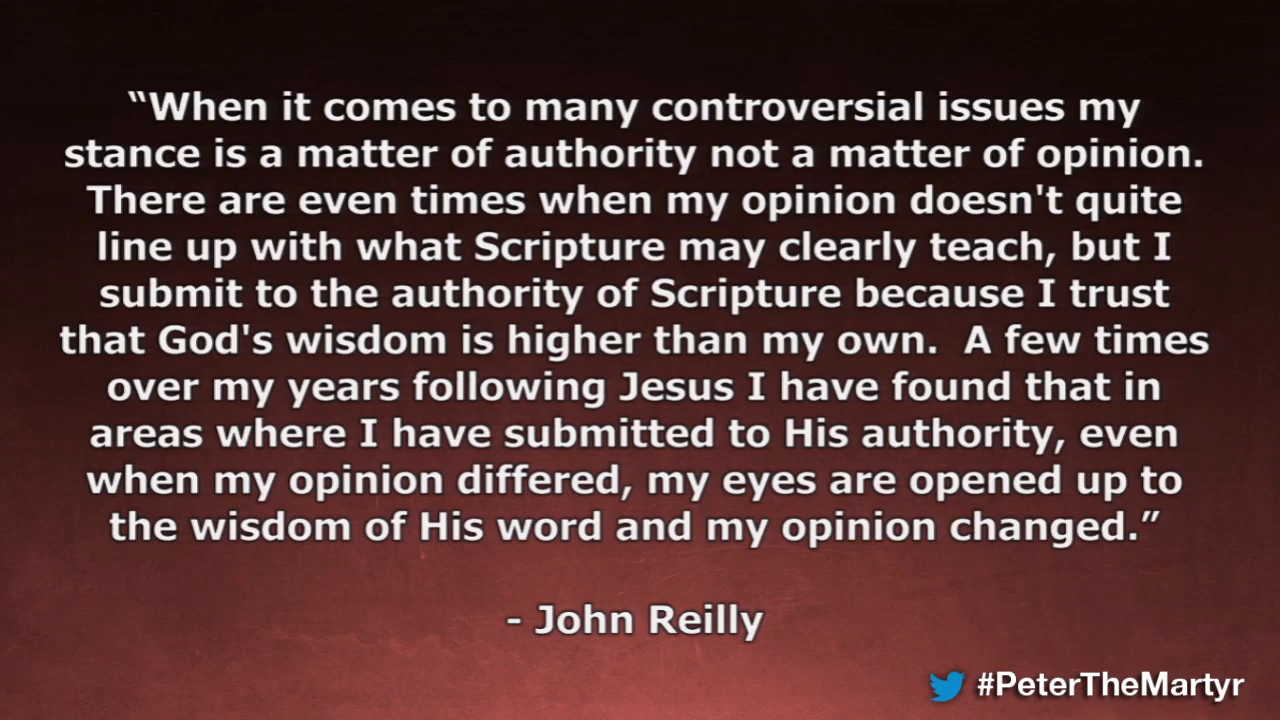 “When it comes to many controversial issues my
stance is a matter of authority not a matter of opinion.
There are even times when my opinion doesn't quite
line up with what Scripture may clearly teach, but I
submit to the authority of Scripture because I trust
that God's wisdom is higher than my own.  A few times
over my years following Jesus I have found that in
areas where I have submitted to His authority, even
when my opinion differed, my eyes are opened up to
the wisdom of His word and my opinion changed.”
- John Reilly
#PeterTheMartyr